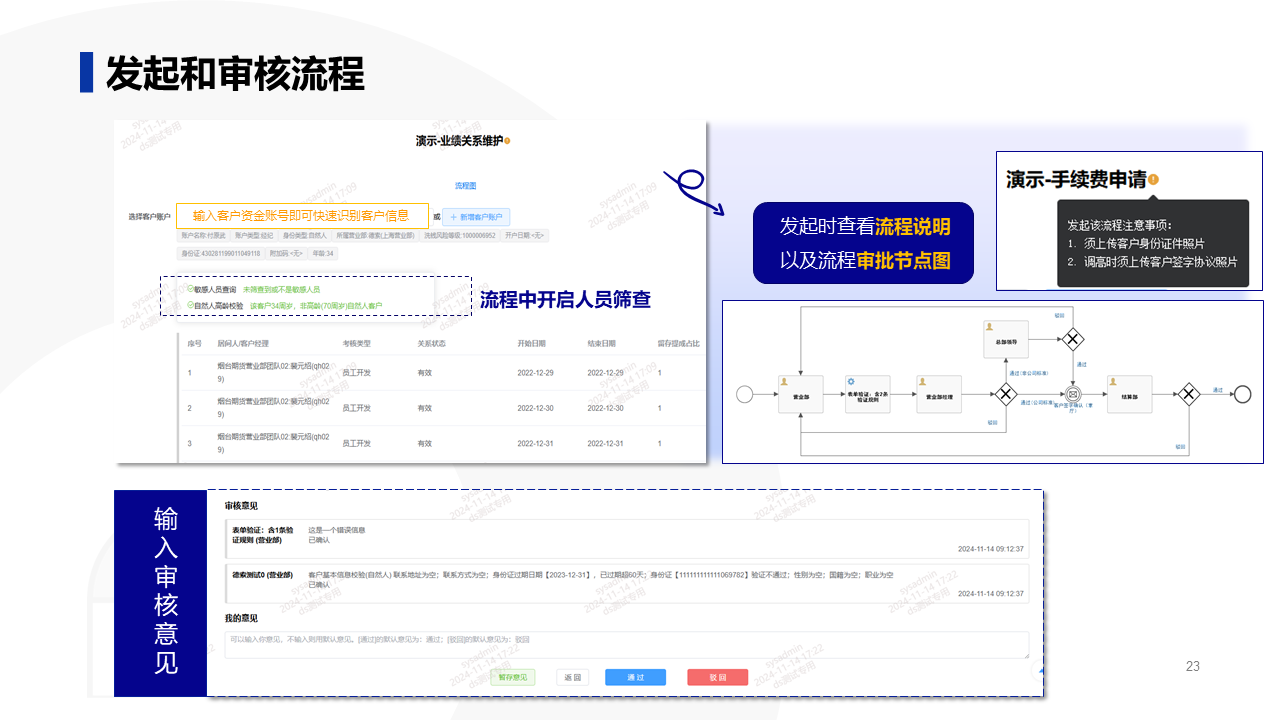 发起和审核流程
演示-业绩关系维护
流程图
选择客户账户
输入客户资金账号即可快速识别客户信息
或
+ 新增客户账户
账户类型:经纪
身份类型:自然人
所属营业部:德索(上海营业部)
洗钱风险等级:1000006952
开户日期:<无>
附加码:<无>
年龄:34
敏感人员查询 未筛查到或不是敏感人员
自然人高龄校验 该客户34周岁，非高龄(70周岁)自然人客户
流程中开启人员筛查
序号 居间人/客户经理 考核类型 关系状态 开始日期 结束日期 留存提成占比
1 烟台期货营业部团队02:裴元绍(qh029) 员工开发 有效 2022-12-29 2022-12-29 1
2 烟台期货营业部团队02:裴元绍(qh029) 员工开发 有效 2022-12-30 2022-12-30 1
3 烟台期货营业部团队02:裴元绍(qh029) 员工开发 有效 2022-12-31 2022-12-31 1
发起时查看流程说明
以及流程审批节点图
演示-手续费申请
发起该流程注意事项：
1. 须上传客户身份证件照片
2. 调高时须上传客户签字协议照片
驳回
总部领导
通过(非公司标准)
通过
营业部
表单验证：含2条
验证规则
营业部经理
通过(公司标准)
客户签字确认（掌
厅）
结算部
通过
驳回
驳回
输入审核意见
审核意见
表单验证：含1条验
证规则 (营业部)
这是一个错误信息
已确认
2024-11-14 09:12:37
德索测试0 (营业部)
客户基本信息校验(自然人) 联系地址为空；联系方式为空；身份证过期日期【2023-12-31】，已过期超60天；身份证【111111111111069782】验证不通过；性别为空；国籍为空；职业为空
已确认
2024-11-14 09:12:37
我的意见
可以输入你意见，不输入则用默认意见。[通过]的默认意见为：通过；[驳回]的默认意见为：驳回
暂存意见
返 回
通 过
驳 回
23